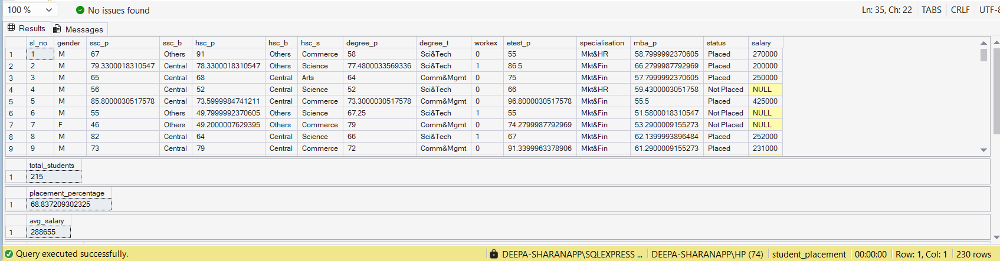 100 % No issues found Ln: 35, Ch: 22 TABS CRLF UTF-8
Results Messages
sl_no gender ssc_p ssc_b hsc_p hsc_b hsc_s degree_p degree_t workex etest_p specialisation mba_p status salary
1 1 M 67 Others 91 Others Commerce 58 Sci&Tech 0 55 Mkt&HR 58.7999992370605 Placed 270000
2 2 M 79.3300018310547 Central 78.3300018310547 Others Science 77.4800033569336 Sci&Tech 1 86.5 Mkt&Fin 66.2799987792969 Placed 200000
3 3 M 65 Central 68 Central Arts 64 Comm&Mgmt 0 75 Mkt&Fin 57.7999992370605 Placed 250000
4 4 M 56 Central 52 Central Science 52 Sci&Tech 0 66 Mkt&HR 59.4300003051758 Not Placed NULL
5 5 M 85.8000030517578 Central 73.5999984741211 Central Commerce 73.3000030517578 Comm&Mgmt 0 96.8000030517578 Mkt&Fin 55.5 Placed 425000
6 6 M 55 Others 49.7999992370605 Others Science 67.25 Sci&Tech 1 55 Mkt&Fin 51.5800018310547 Not Placed NULL
7 7 F 46 Others 49.2000007629395 Others Commerce 79 Comm&Mgmt 0 74.2799987792969 Mkt&Fin 53.2900009155273 Not Placed NULL
8 8 M 82 Central 64 Central Science 66 Sci&Tech 1 67 Mkt&Fin 62.1399993896484 Placed 252000
9 9 M 73 Central 79 Central Commerce 72 Comm&Mgmt 0 91.3399963378906 Mkt&Fin 61.2900009155273 Placed 231000
total_students
1 215
placement_percentage
1 68.837209302325
avg_salary
1 288655
Query executed successfully. DEEPA-SHARANAPP\SQLEXPRESS ... DEEPA-SHARANAPP\HP (74) student_placement 00:00:00 Row: 1, Col: 1 230 rows